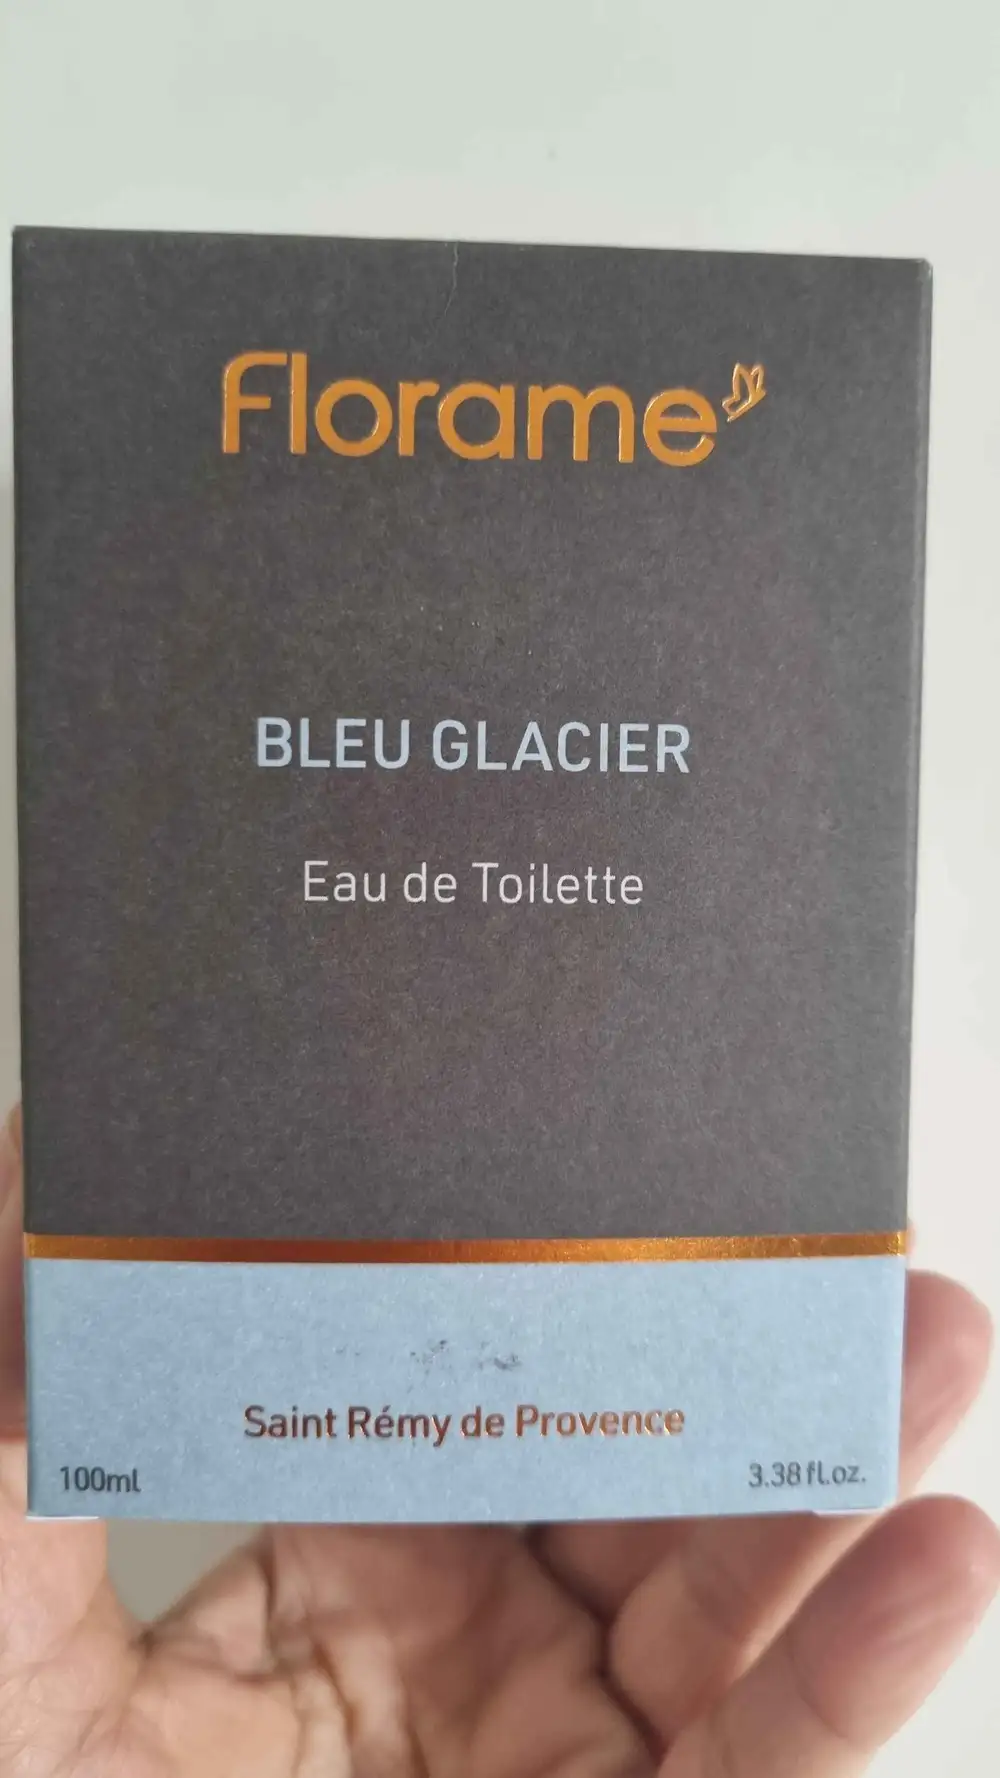 Florame
BLEU GLACIER
Eau de Toilette
Saint Rémy de Provence
100ml
3.38 fl.oz.